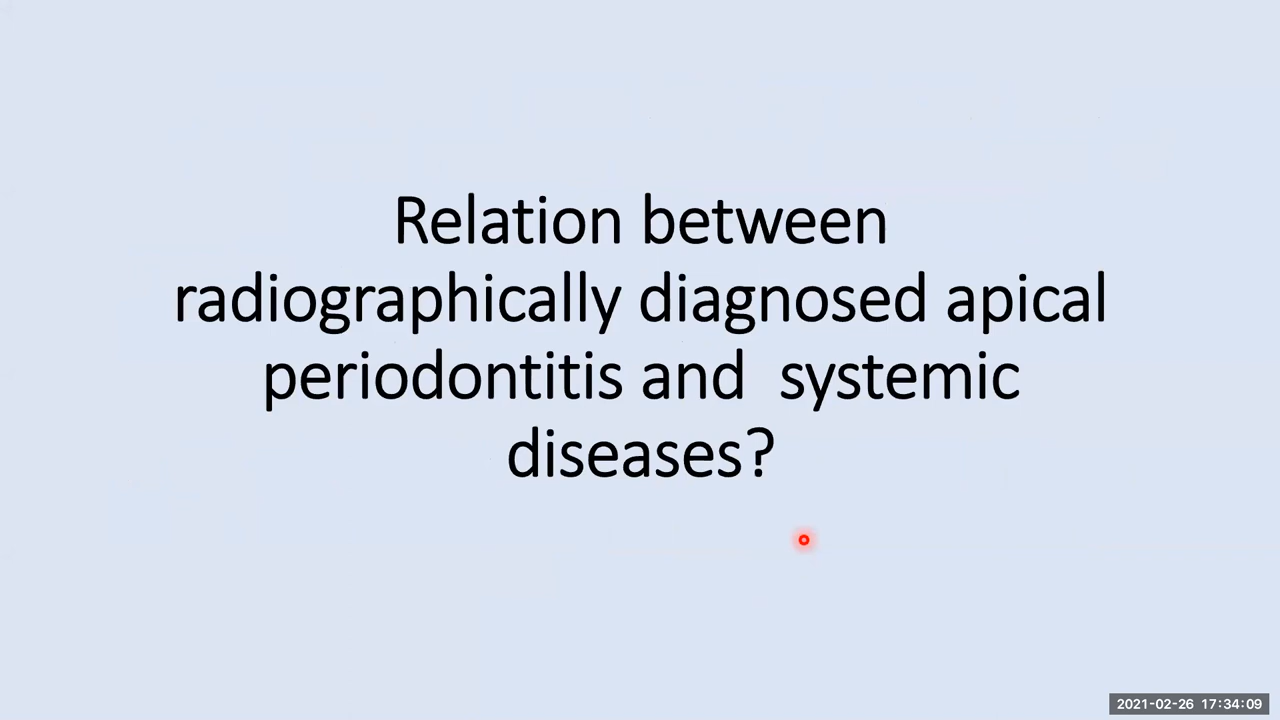 Relation between
radiographically diagnosed apical
periodontitis and  systemic
diseases?
2021-02-26 17:34:09